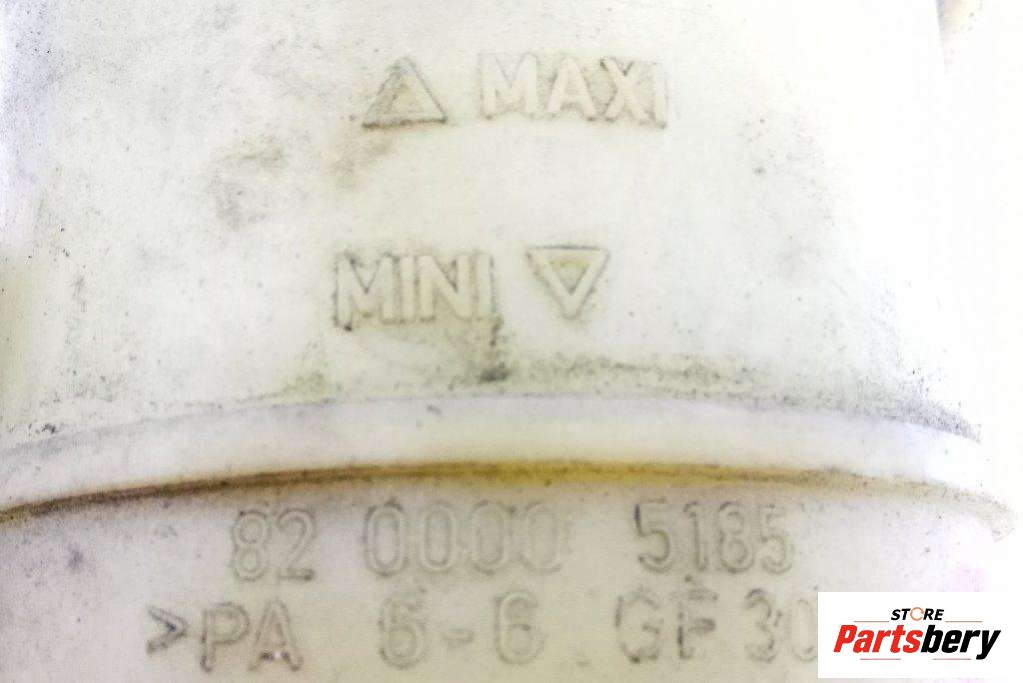 △ MAXI
MINI ▽
82 0000 5185
>PA 6-6 GF 30
STORE
Partsbery